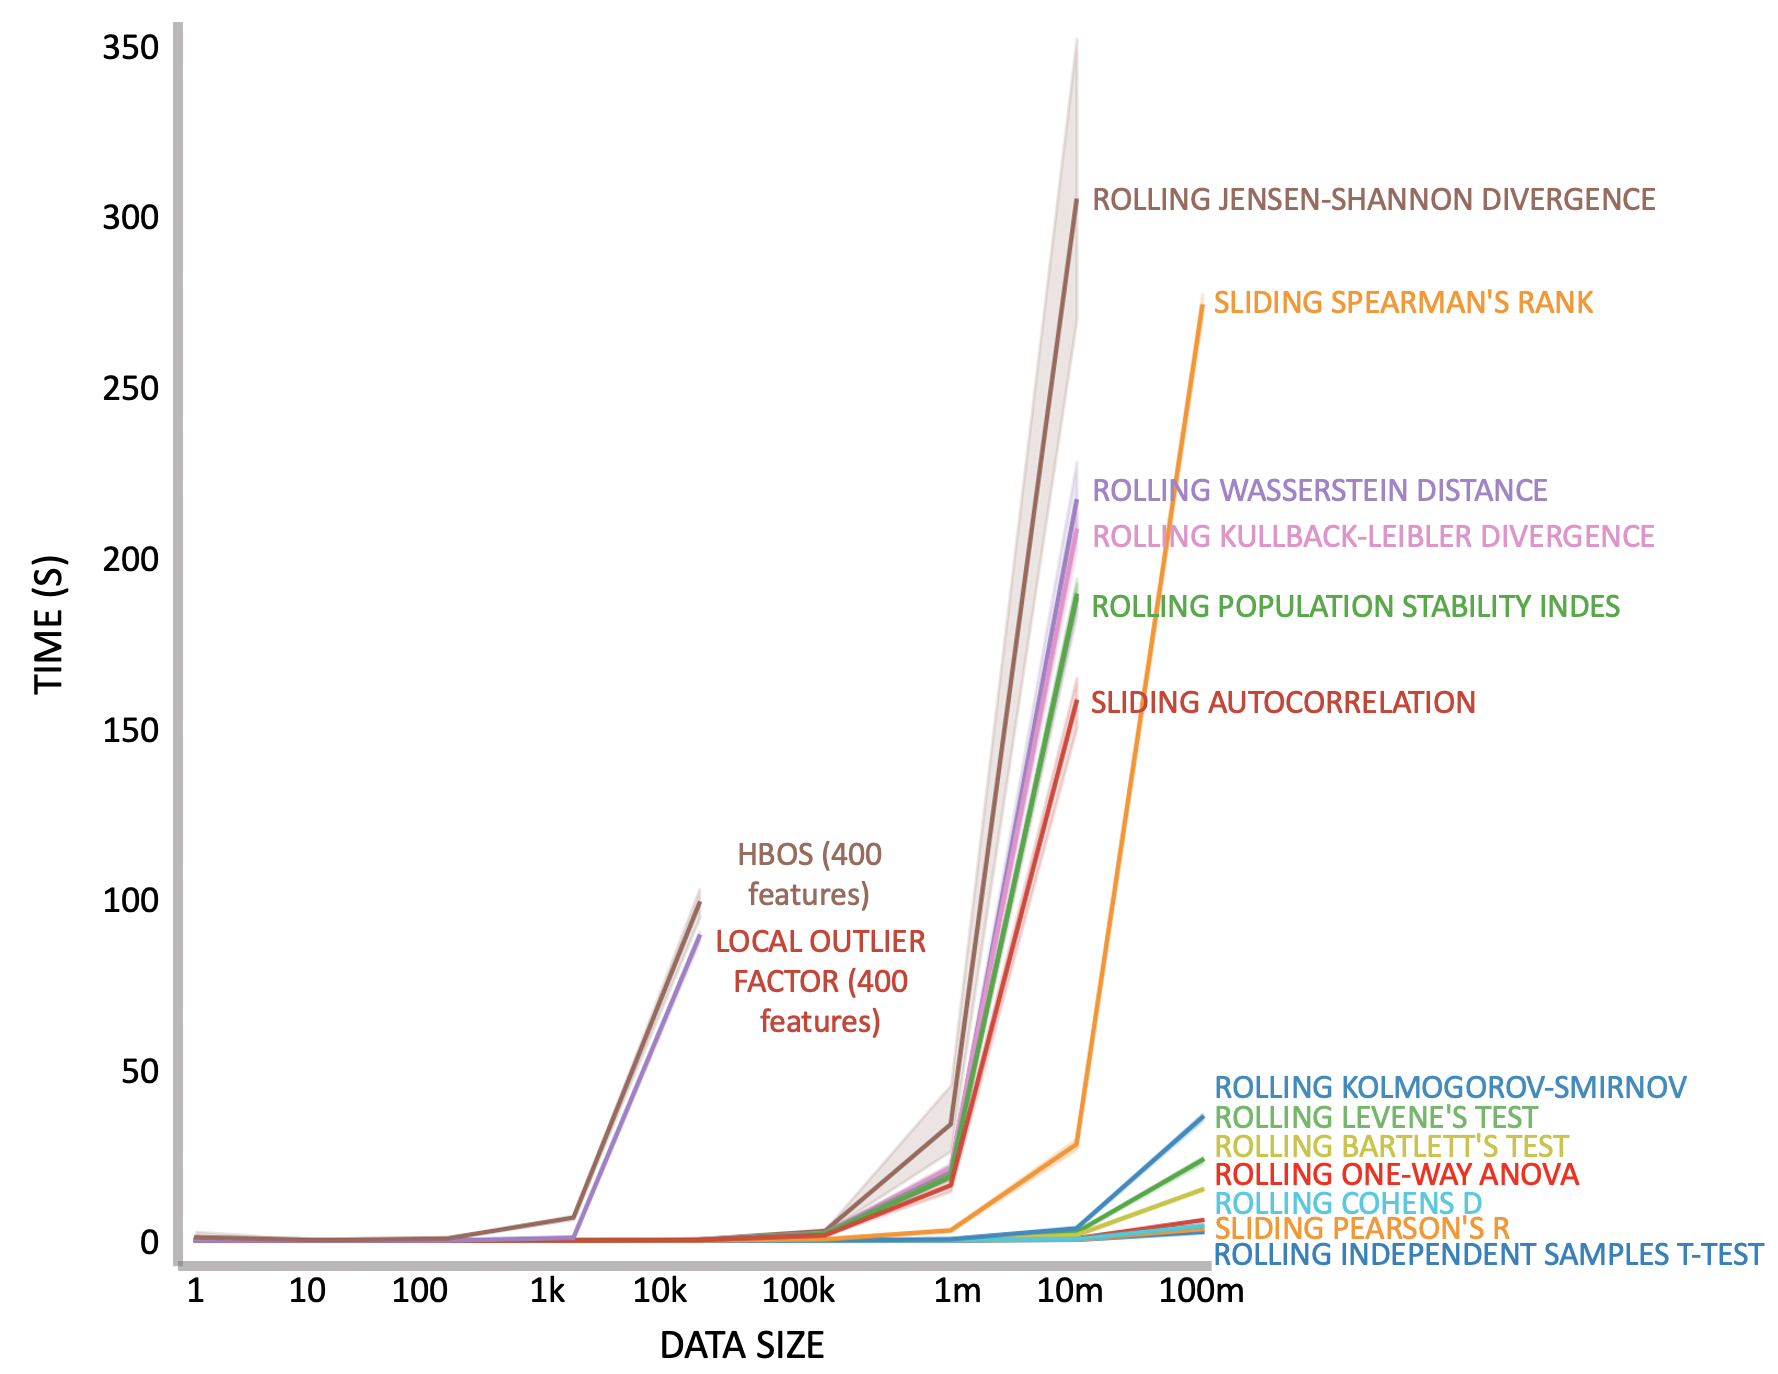 350
300
250
200
150
100
50
0
TIME (S)
ROLLING JENSEN-SHANNON DIVERGENCE
SLIDING SPEARMAN'S RANK
ROLLING WASSERSTEIN DISTANCE
ROLLING KULLBACK-LEIBLER DIVERGENCE
ROLLING POPULATION STABILITY INDES
SLIDING AUTOCORRELATION
HBOS (400
features)
LOCAL OUTLIER
FACTOR (400
features)
ROLLING KOLMOGOROV-SMIRNOV
ROLLING LEVENE'S TEST
ROLLING BARTLETT'S TEST
ROLLING ONE-WAY ANOVA
ROLLING COHENS D
SLIDING PEARSON'S R
ROLLING INDEPENDENT SAMPLES T-TEST
1 10 100 1k 10k 100k 1m 10m 100m
DATA SIZE